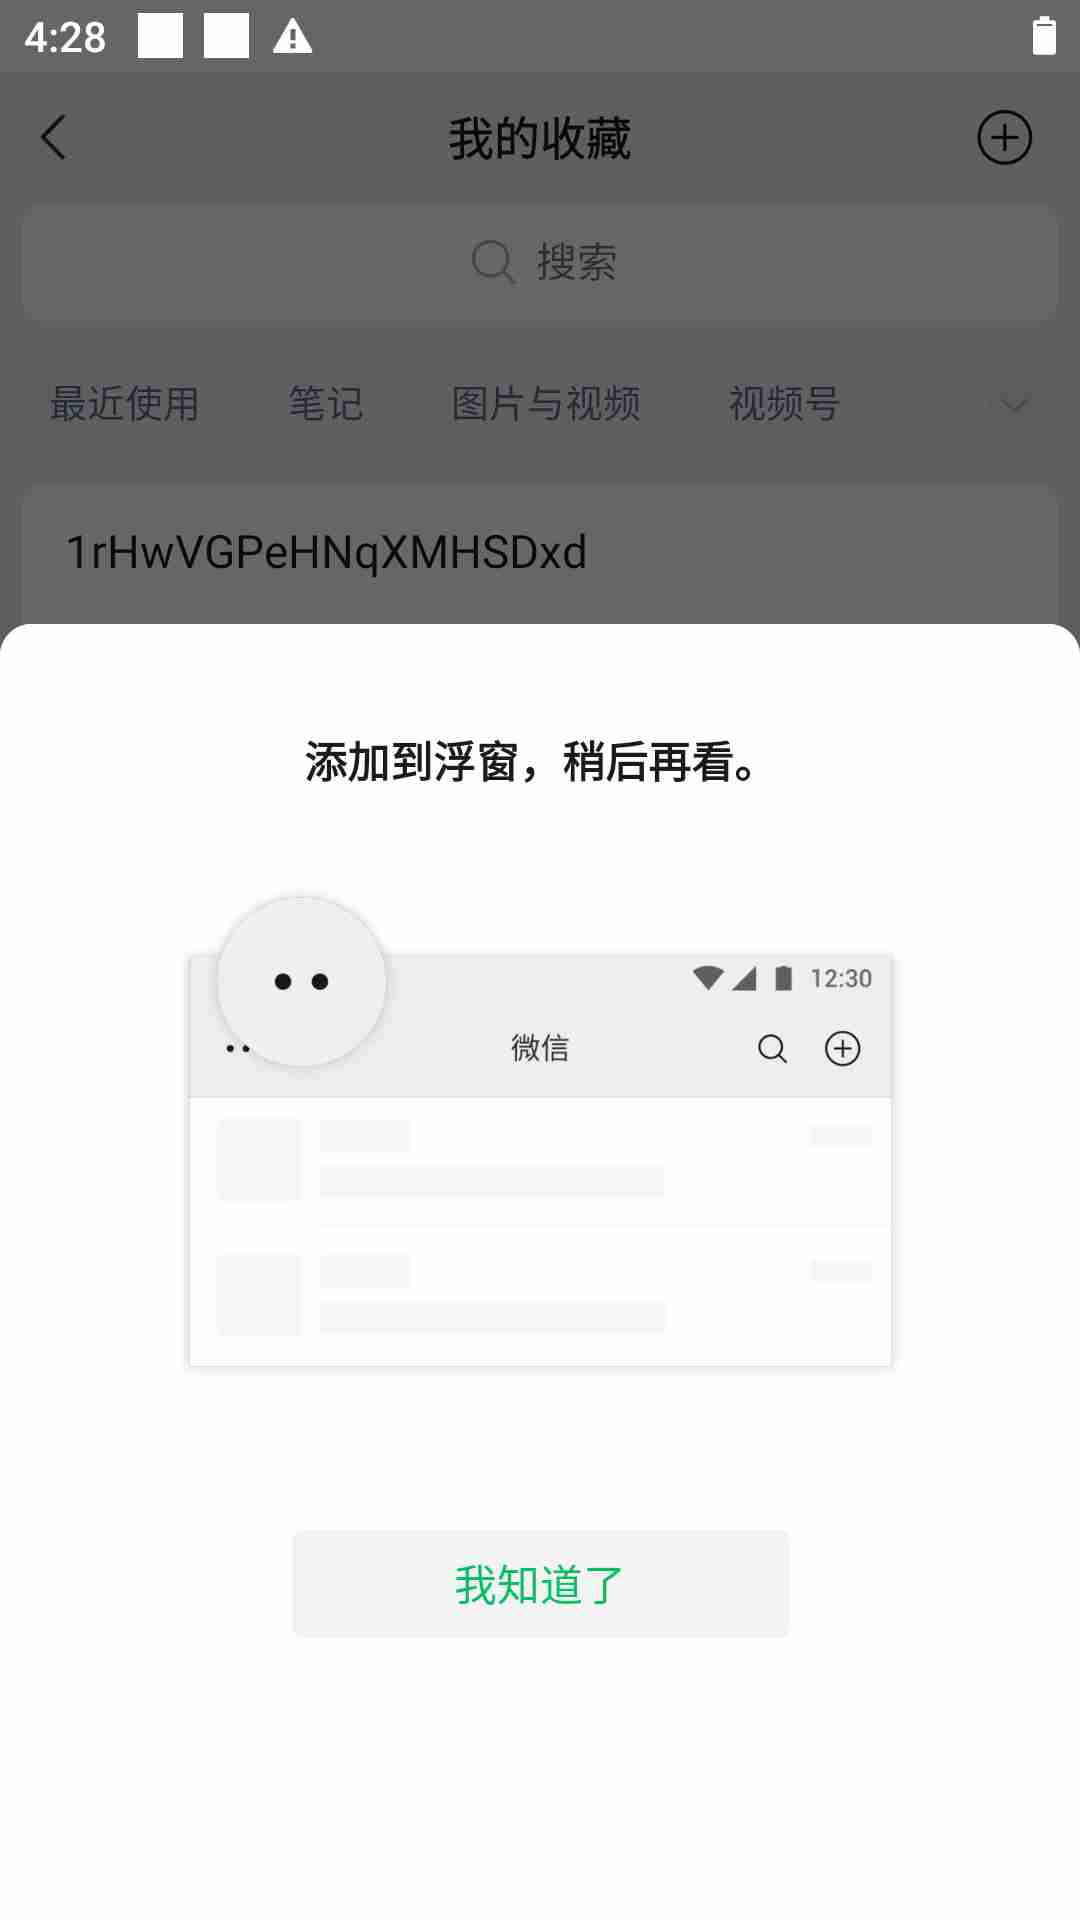 4:28
我的收藏
搜索
最近使用 笔记 图片与视频 视频号
1rHwVGPeHNqXMHSDxd
添加到浮窗，稍后再看。
12:30
微信
我知道了